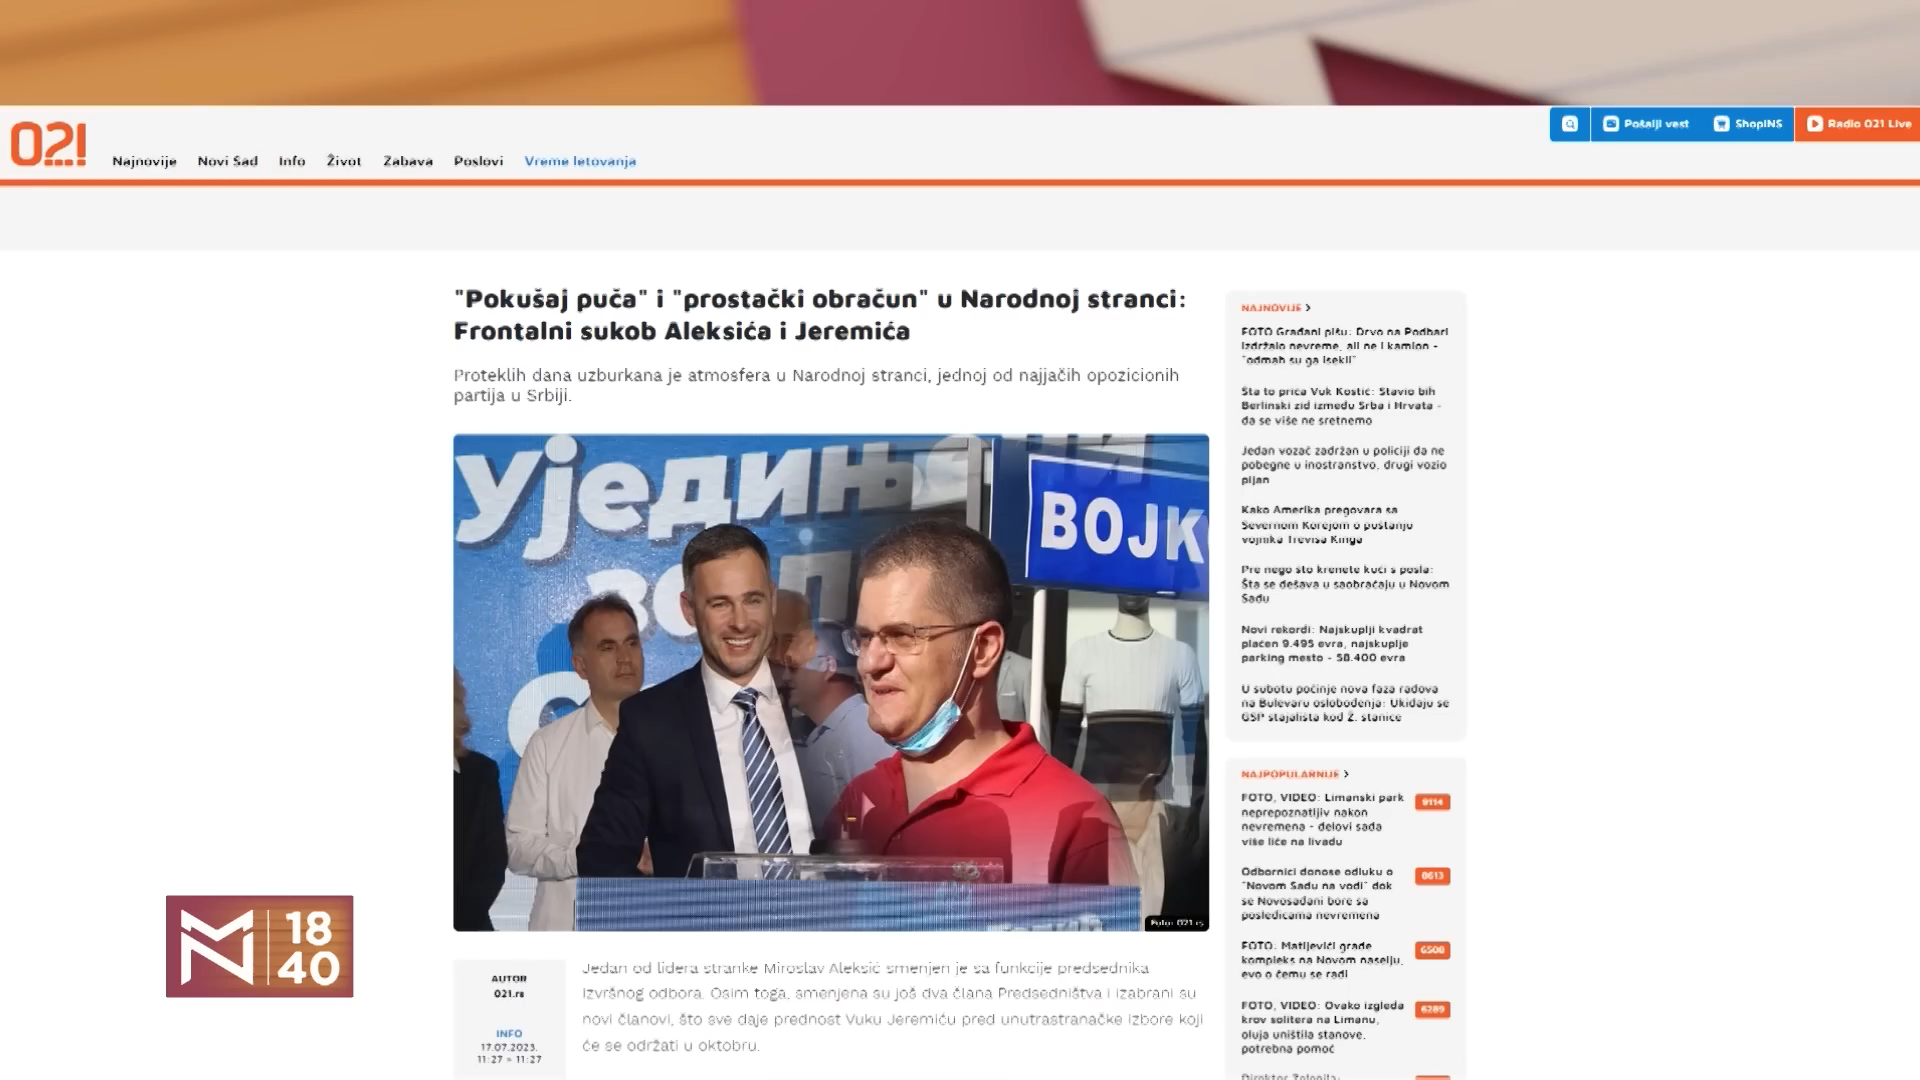 021
Najnovije Novi Sad Info Život Zabava Poslovi Vreme letovanja
Pošalji vest ShopINS Radio 021 Live
"Pokušaj puča" i "prostački obračun" u Narodnoj stranci:
Frontalni sukob Aleksića i Jeremića
Proteklih dana uzburkana je atmosfera u Narodnoj stranci, jednoj od najjačih opozicionih
partija u Srbiji.
Уједињени
за
ВОЈК
Foto: 021.rs
AUTOR
021.rs
INFO
17.07.2023.
11:27 > 11:27
Jedan od lidera stranke Miroslav Aleksić smenjen je sa funkcije predsednika
Izvršnog odbora. Osim toga, smenjena su još dva člana Predsedništva i izabrani su
novi članovi, što sve daje prednost Vuku Jeremiću pred unutrastranačke izbore koji
će se održati u oktobru.
NAJNOVIJE >
FOTO Građani pišu: Drvo na Podbari
izdržalo nevreme, ali ne i kamion -
"odmah su ga isekli"
Šta to priča Vuk Kostić: Stavio bih
Berlinski zid između Srba i Hrvata -
da se više ne sretnemo
Jedan vozač zadržan u policiji da ne
pobegne u inostranstvo, drugi vozio
pijan
Kako Amerika pregovara sa
Severnom Korejom o puštanju
vojnika Trevisa Kinga
Pre nego što krenete kući s posla:
Šta se dešava u saobraćaju u Novom
Sadu
Novi rekordi: Najskuplji kvadrat
plaćen 9.495 evra, najskuplje
parking mesto - 58.400 evra
U subotu počinje nova faza radova
na Bulevaru oslobođenja: Ukidaju se
GSP stajališta kod Ž. stanice
NAJPOPULARNIJE >
FOTO, VIDEO: Limanski park 9114
neprepoznatljiv nakon
nevremena - delovi sada
više liče na livadu
Odbornici donose odluku o 8613
"Novom Sadu na vodi" dok
se Novosađani bore sa
posledicama nevremena
FOTO: Matijevići grade 6500
kompleks na Novom naselju,
evo o čemu se radi
FOTO, VIDEO: Ovako izgleda 6289
krov solitera na Limanu,
oluja uništila stanove,
potrebna pomoć
MN 18
40